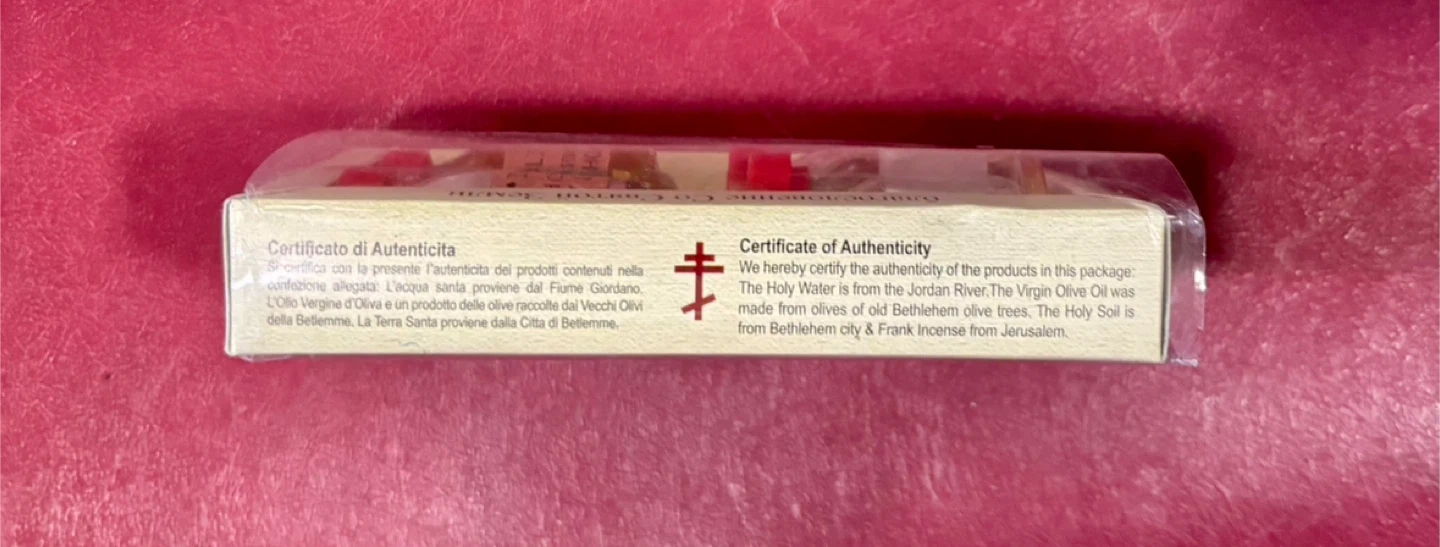 Certificato di Autenticita
Si certifica con la presente l'autenticita dei prodotti contenuti nella
confezione allugata: L'acqua santa proviene dal Fiume Giordano.
L'Olio Vergine d'Oliva e un prodotto delle olive raccolte dai Vecchi Olivi
della Betlemme. La Terra Santa proviene dalla Citta di Betlemme.
Certificate of Authenticity
We hereby certify the authenticity of the products in this package:
The Holy Water is from the Jordan River.The Virgin Olive Oil was
made from olives of old Bethlehem olive trees. The Holy Soil is
from Bethlehem city & Frank Incense from Jerusalem.